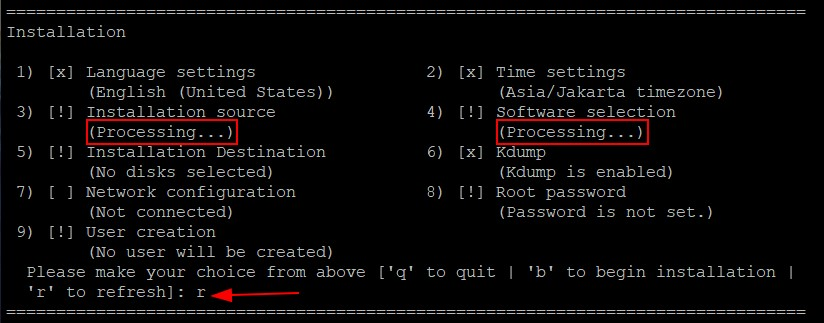 ================================================================================
Installation
1) [x] Language settings 2) [x] Time settings
(English (United States)) (Asia/Jakarta timezone)
3) [!] Installation source 4) [!] Software selection
(Processing...) (Processing...)
5) [!] Installation Destination 6) [x] Kdump
(No disks selected) (Kdump is enabled)
7) [ ] Network configuration 8) [!] Root password
(Not connected) (Password is not set.)
9) [!] User creation
(No user will be created)
Please make your choice from above ['q' to quit | 'b' to begin installation |
'r' to refresh]: r
================================================================================